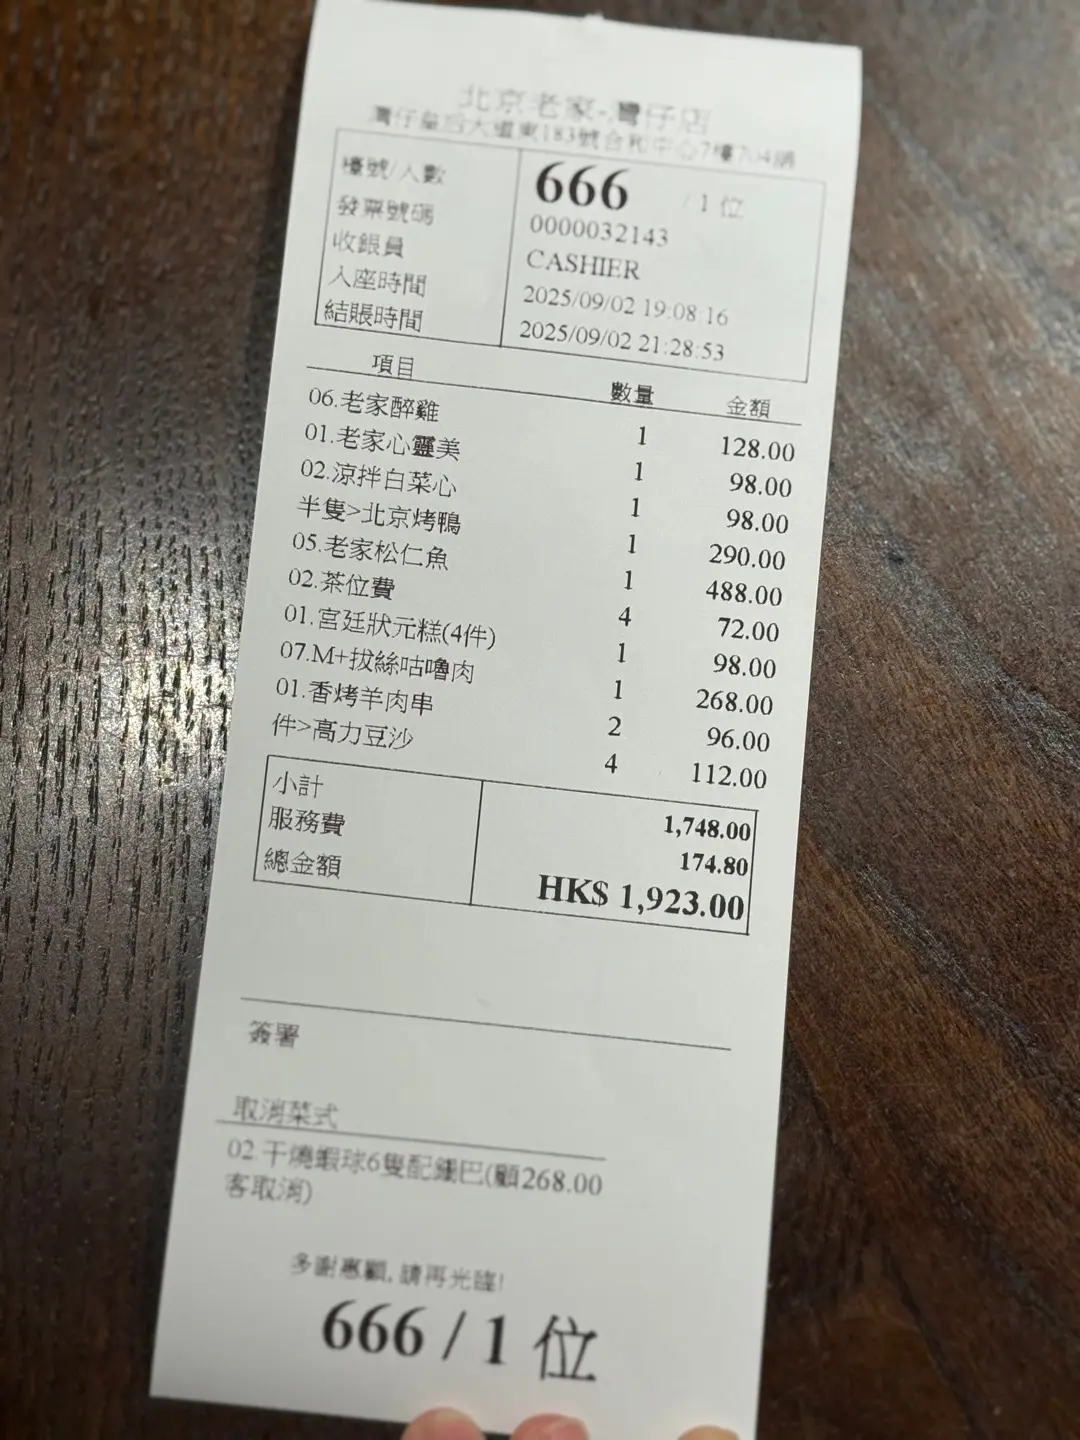 北京老家-灣仔店
灣仔皇后大道東183號合和中心7樓704舖
檯號/人數 666 / 1 位
發票號碼 0000032143
收銀員 CASHIER
入座時間 2025/09/02 19:08:16
結賬時間 2025/09/02 21:28:53
項目 數量 金額
06.老家醉雞 1 128.00
01.老家心靈美 1 98.00
02.涼拌白菜心 1 98.00
半隻>北京烤鴨 1 290.00
05.老家松仁魚 1 488.00
02.茶位費 4 72.00
01.宮廷狀元糕(4件) 1 98.00
07.M+拔絲咕嚕肉 1 268.00
01.香烤羊肉串 2 96.00
件>高力豆沙 4 112.00
小計 1,748.00
服務費 174.80
總金額 HK$ 1,923.00
簽署
取消菜式
02.干燒蝦球6隻配鍋巴(顧268.00
客取消)
多謝惠顧,請再光臨!
666 / 1 位